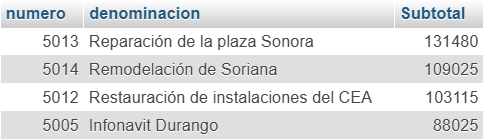 numero denominacion Subtotal
5013 Reparación de la plaza Sonora 131480
5014 Remodelación de Soriana 109025
5012 Restauración de instalaciones del CEA 103115
5005 Infonavit Durango 88025